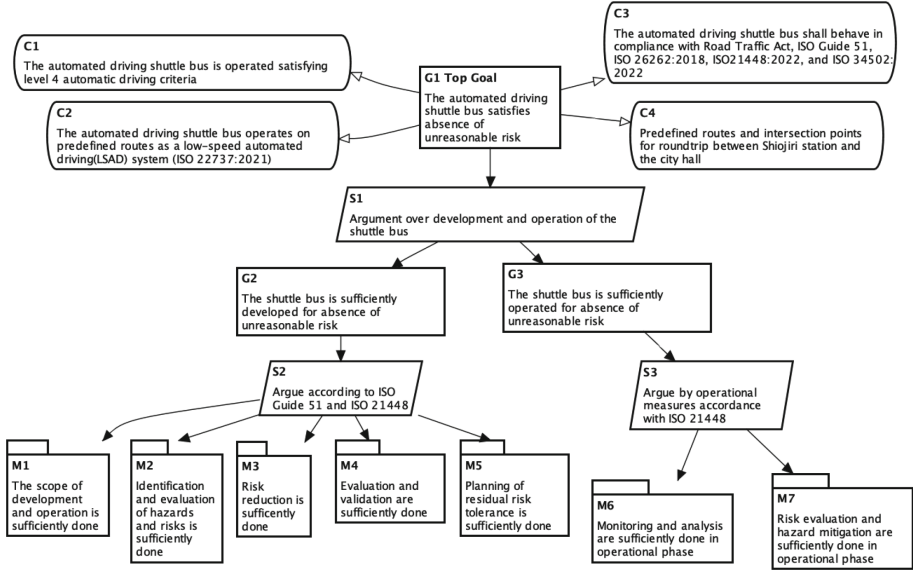 C1
The automated driving shuttle bus is operated satisfying
level 4 automatic driving criteria
C3
The automated driving shuttle bus shall behave in
compliance with Road Traffic Act, ISO Guide 51,
ISO 26262:2018, ISO21448:2022, and ISO 34502:
2022
G1 Top Goal
The automated driving
shuttle bus satisfies
absence of
unreasonable risk
C2
The automated driving shuttle bus operates on
predefined routes as a low-speed automated
driving(LSAD) system (ISO 22737:2021)
C4
Predefined routes and intersection points
for roundtrip between Shiojiri station and
the city hall
S1
Argument over development and operation of the
shuttle bus
G2
The shuttle bus is sufficiently
developed for absence of
unreasonable risk
G3
The shuttle bus is sufficiently
operated for absence of
unreasonable risk
S2
Argue according to ISO
Guide 51 and ISO 21448
S3
Argue by operational
measures accordance
with ISO 21448
M1
The scope of
development
and operation is
sufficiently done
M2
Identification
and evaluation
of hazards
and risks is
sufficiently
done
M3
Risk
reduction is
sufficently
done
M4
Evaluation and
validation are
sufficiently done
M5
Planning of
residual risk
tolerance is
sufficiently done
M6
Monitoring and analysis
are sufficiently done in
operational phase
M7
Risk evaluation and
hazard mitigation are
sufficiently done in
operational phase